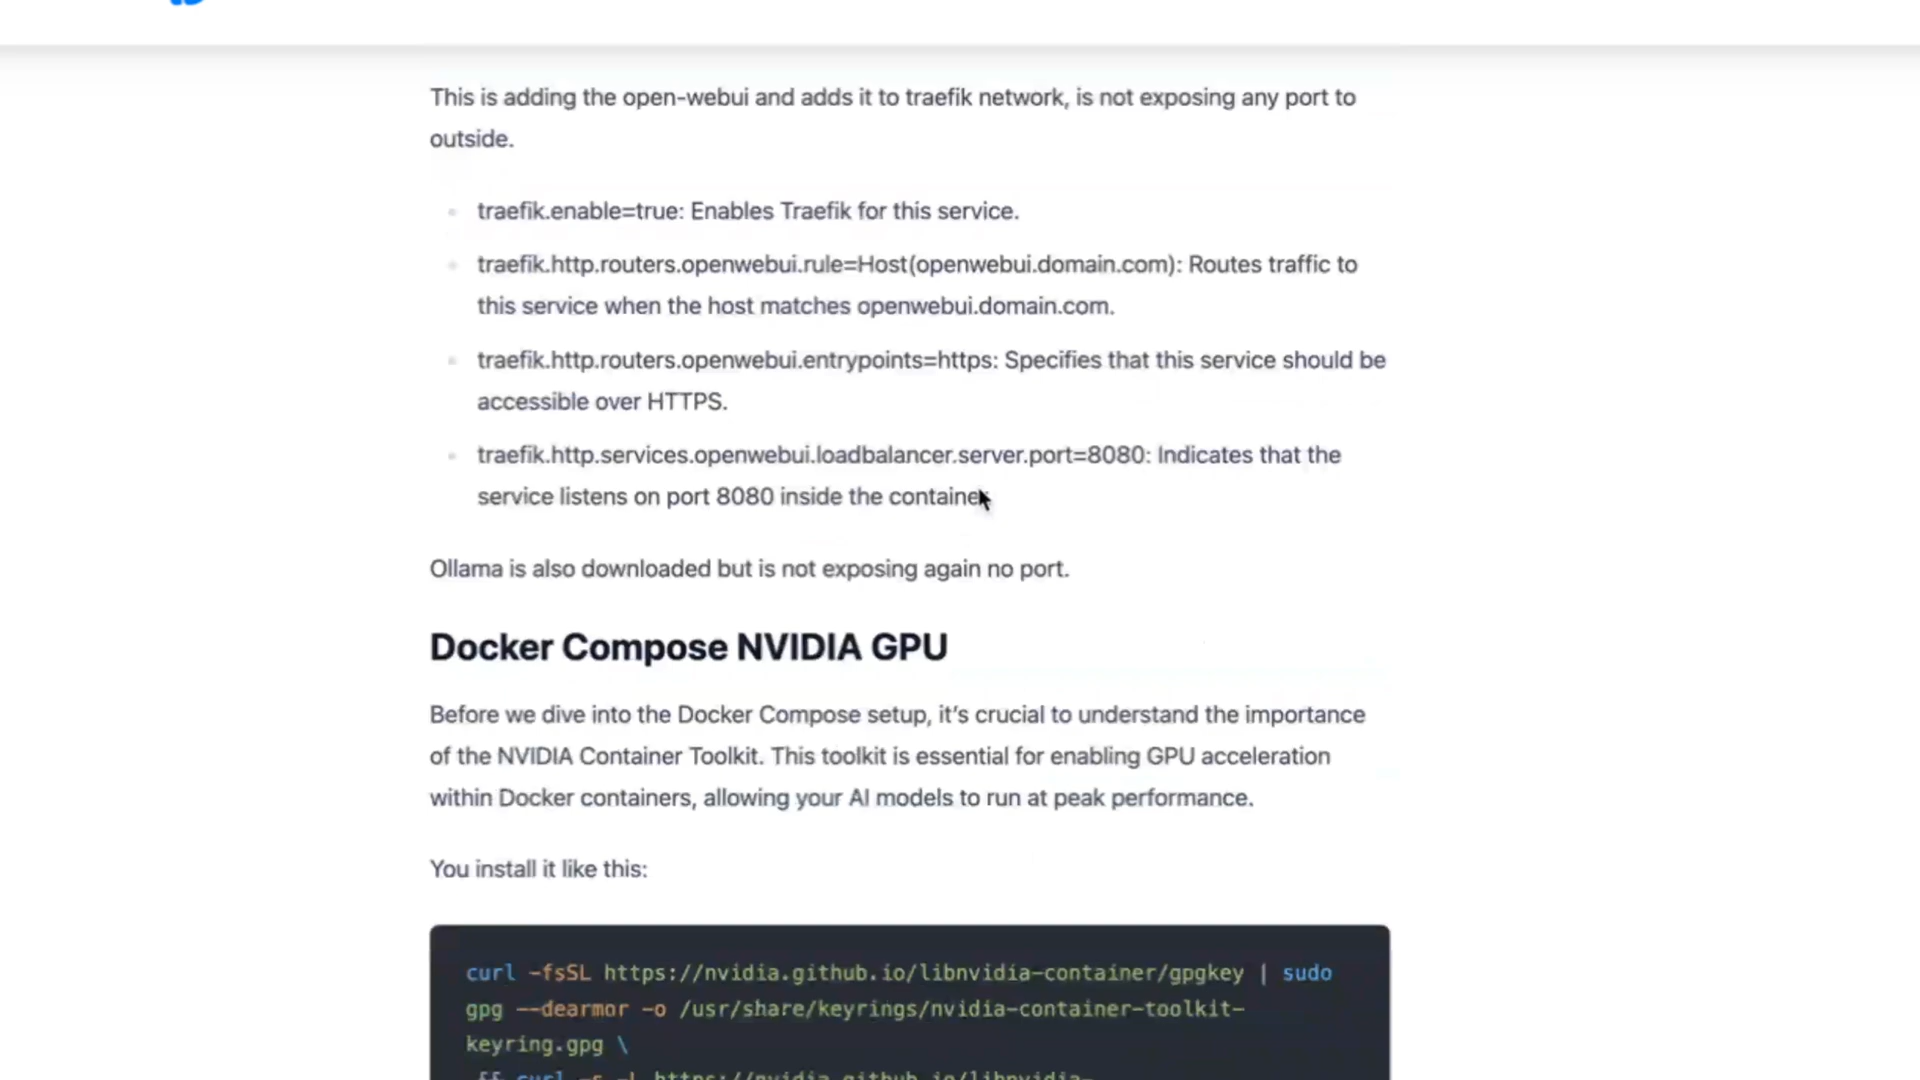 This is adding the open-webui and adds it to traefik network, is not exposing any port to
outside.
traefik.enable=true: Enables Traefik for this service.
traefik.http.routers.openwebui.rule=Host(openwebui.domain.com): Routes traffic to
this service when the host matches openwebui.domain.com.
traefik.http.routers.openwebui.entrypoints=https: Specifies that this service should be
accessible over HTTPS.
traefik.http.services.openwebui.loadbalancer.server.port=8080: Indicates that the
service listens on port 8080 inside the container.
Ollama is also downloaded but is not exposing again no port.
Docker Compose NVIDIA GPU
Before we dive into the Docker Compose setup, it's crucial to understand the importance
of the NVIDIA Container Toolkit. This toolkit is essential for enabling GPU acceleration
within Docker containers, allowing your AI models to run at peak performance.
You install it like this:
curl -fsSL https://nvidia.github.io/libnvidia-container/gpgkey | sudo
gpg --dearmor -o /usr/share/keyrings/nvidia-container-toolkit-
keyring.gpg \
&& curl -s -L https://nvidia.github.io/libnvidia-